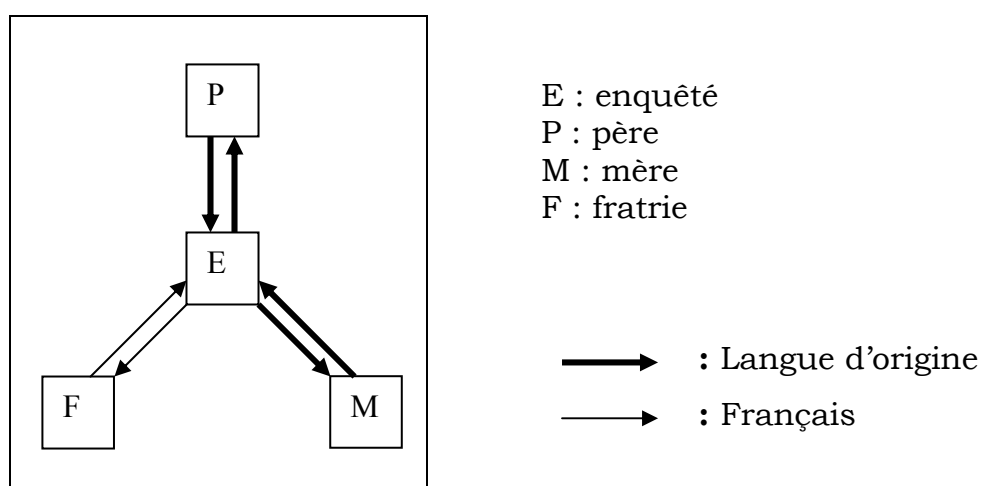 P
E
F
M
E : enquêté
P : père
M : mère
F : fratrie
: Langue d’origine
: Français